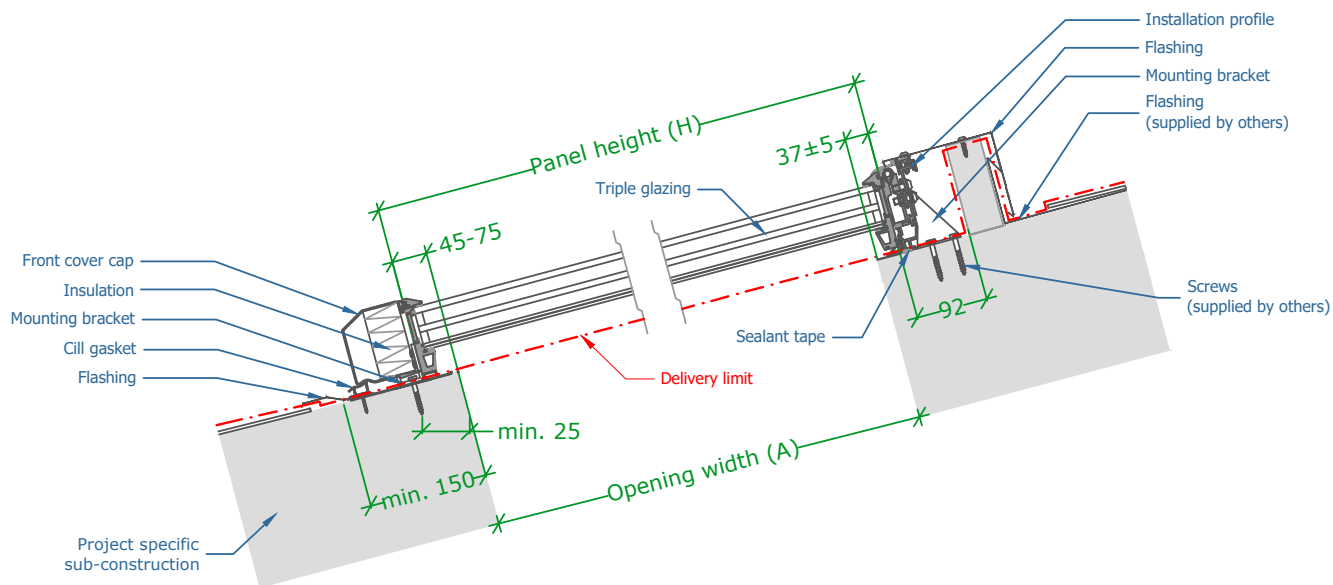 Installation profile
Flashing
Mounting bracket
Flashing
(supplied by others)
Panel height (H)
37±5
Triple glazing
45-75
Front cover cap
Insulation
Mounting bracket
Cill gasket
Flashing
Screws
(supplied by others)
92
Sealant tape
Delivery limit
min. 25
min. 150
Opening width (A)
Project specific
sub-construction